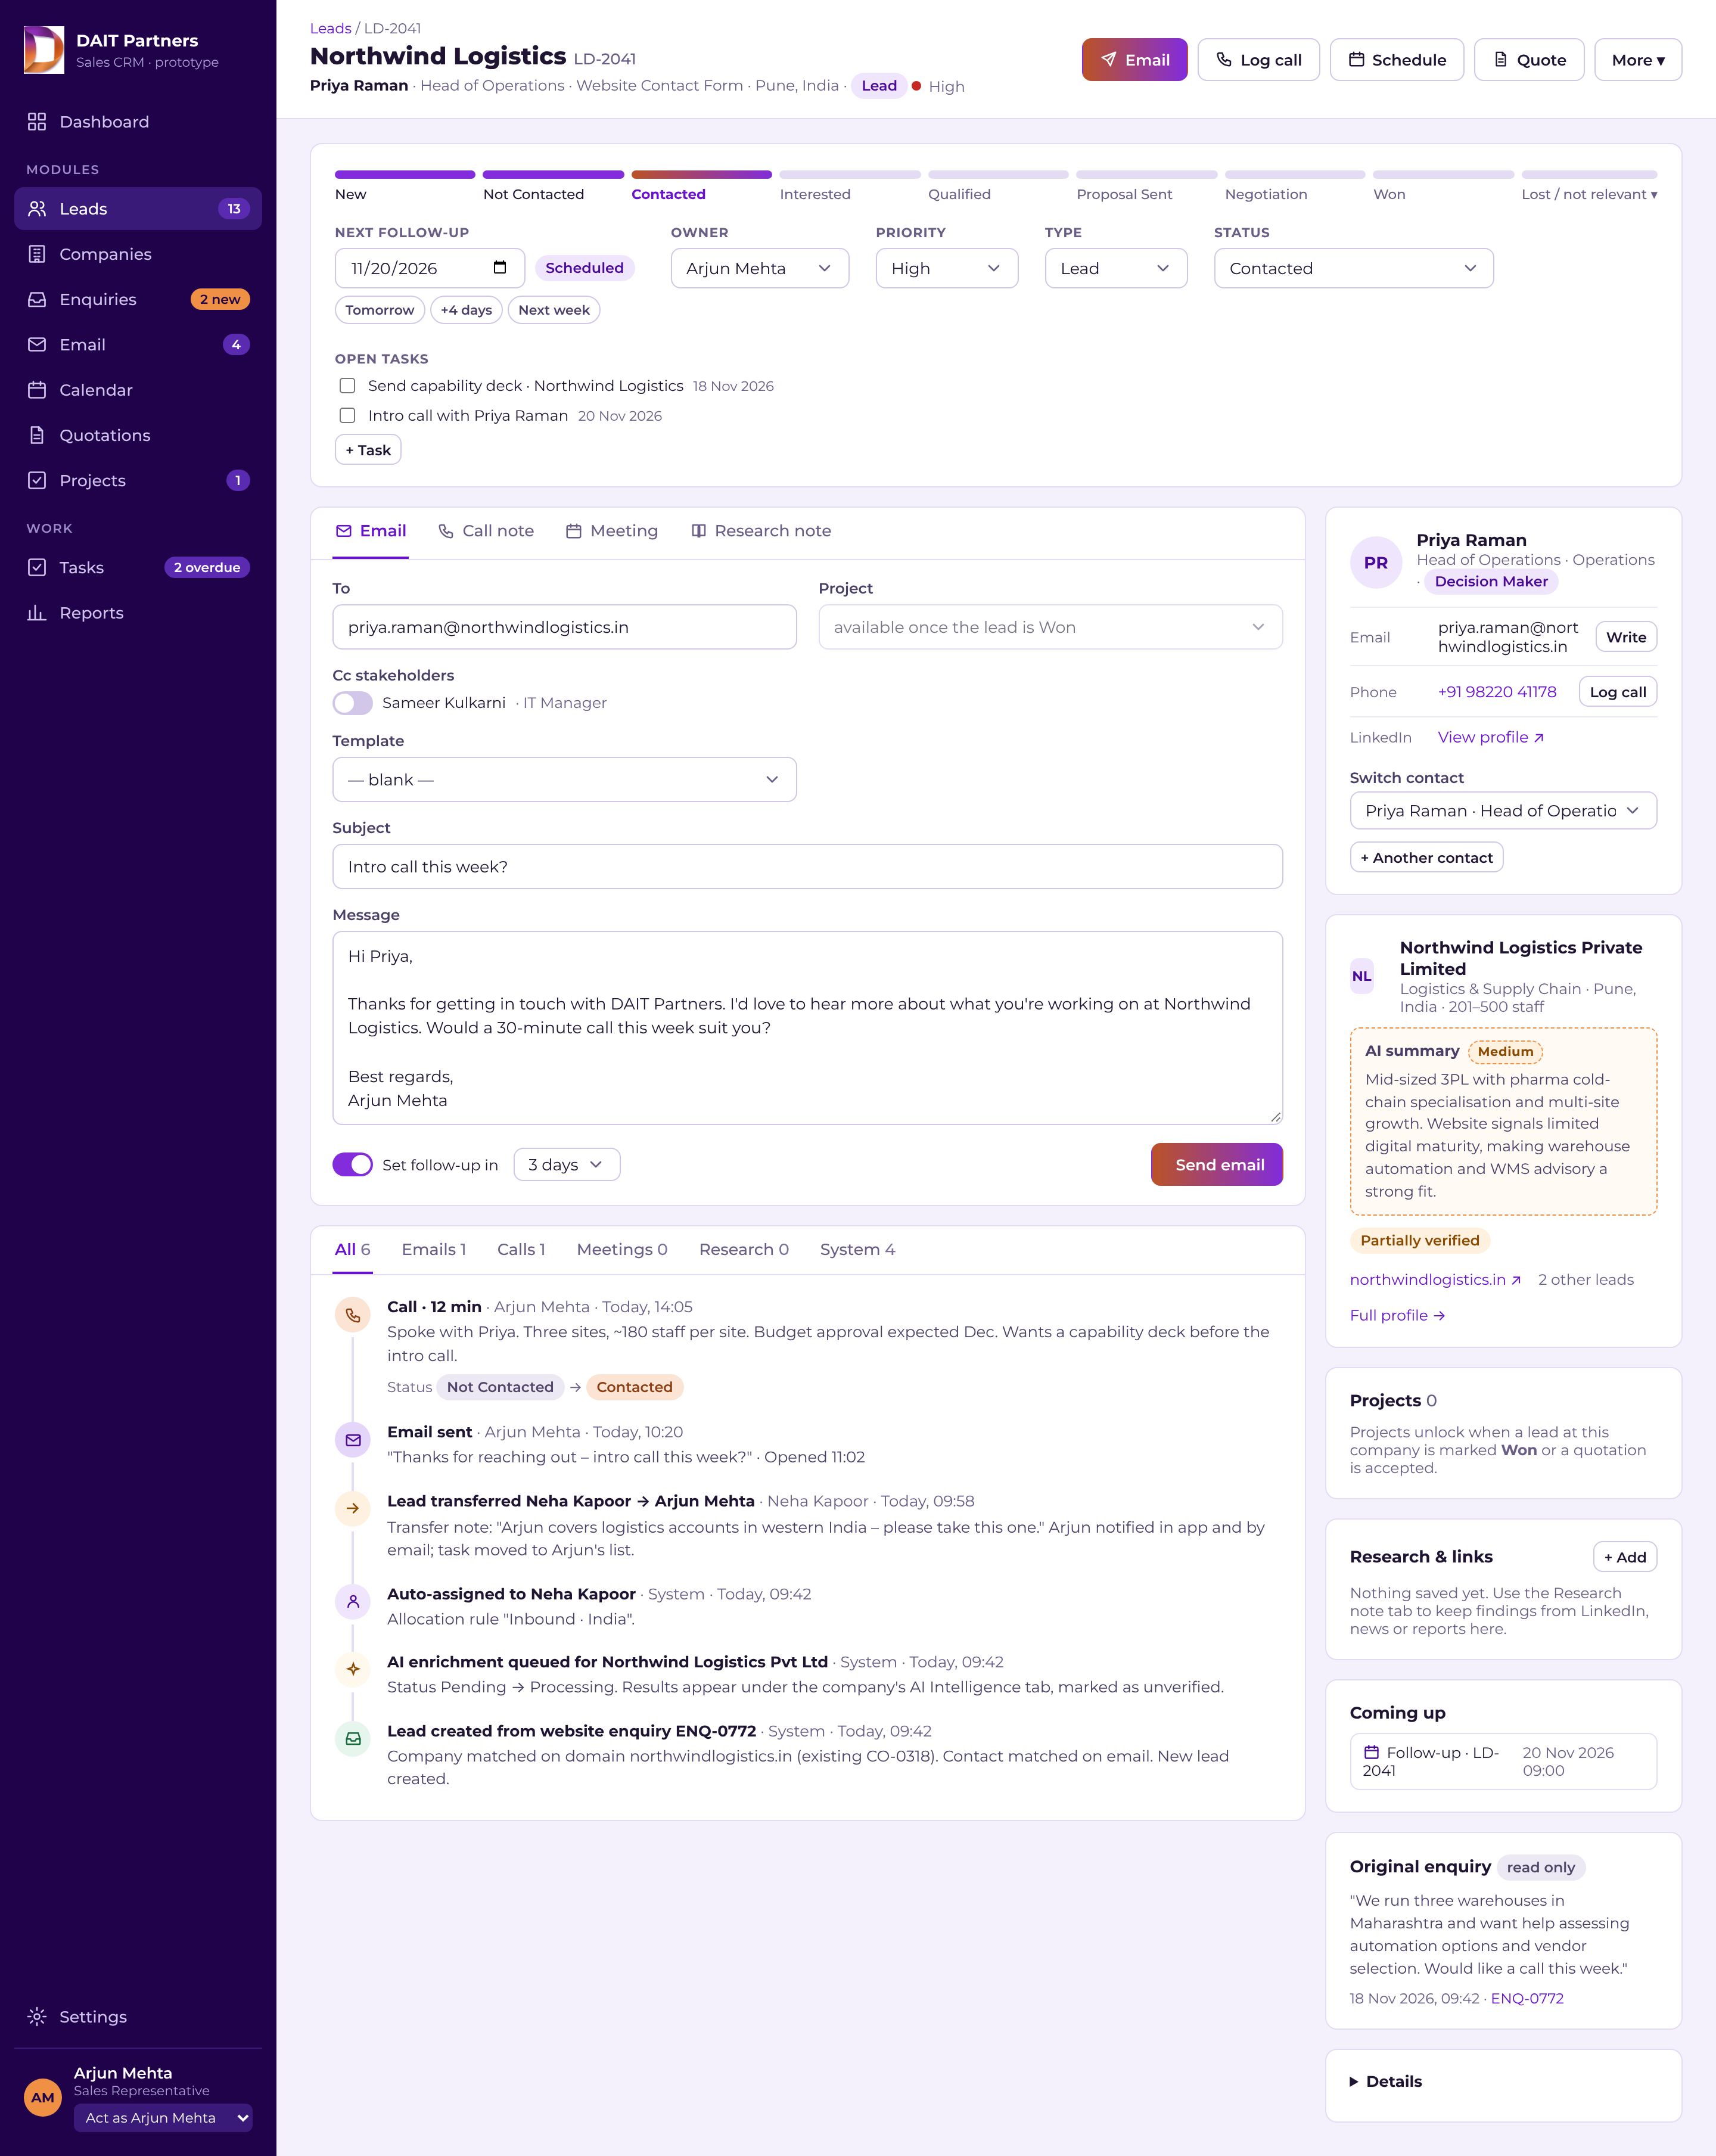 DAIT Partners
Sales CRM · prototype
Dashboard
MODULES
Leads 13
Companies
Enquiries 2 new
Email 4
Calendar
Quotations
Projects 1
WORK
Tasks 2 overdue
Reports
Settings
AM
Arjun Mehta
Sales Representative
Act as Arjun Mehta
Leads / LD-2041
Northwind Logistics LD-2041
Priya Raman · Head of Operations · Website Contact Form · Pune, India · Lead High
Email
Log call
Schedule
Quote
More ▾
New
Not Contacted
Contacted
Interested
Qualified
Proposal Sent
Negotiation
Won
Lost / not relevant ▾
NEXT FOLLOW-UP
11/20/2026
Scheduled
Tomorrow
+4 days
Next week
OWNER
Arjun Mehta
PRIORITY
High
TYPE
Lead
STATUS
Contacted
OPEN TASKS
Send capability deck · Northwind Logistics 18 Nov 2026
Intro call with Priya Raman 20 Nov 2026
+ Task
Email
Call note
Meeting
Research note
To
priya.raman@northwindlogistics.in
Project
available once the lead is Won
Cc stakeholders
Sameer Kulkarni · IT Manager
Template
— blank —
Subject
Intro call this week?
Message
Hi Priya,
Thanks for getting in touch with DAIT Partners. I'd love to hear more about what you're working on at Northwind
Logistics. Would a 30-minute call this week suit you?
Best regards,
Arjun Mehta
Set follow-up in
3 days
Send email
All 6
Emails 1
Calls 1
Meetings 0
Research 0
System 4
Call · 12 min · Arjun Mehta · Today, 14:05
Spoke with Priya. Three sites, ~180 staff per site. Budget approval expected Dec. Wants a capability deck before the
intro call.
Status Not Contacted → Contacted
Email sent · Arjun Mehta · Today, 10:20
"Thanks for reaching out – intro call this week?" · Opened 11:02
Lead transferred Neha Kapoor → Arjun Mehta · Neha Kapoor · Today, 09:58
Transfer note: "Arjun covers logistics accounts in western India – please take this one." Arjun notified in app and by
email; task moved to Arjun's list.
Auto-assigned to Neha Kapoor · System · Today, 09:42
Allocation rule "Inbound · India".
AI enrichment queued for Northwind Logistics Pvt Ltd · System · Today, 09:42
Status Pending → Processing. Results appear under the company's AI Intelligence tab, marked as unverified.
Lead created from website enquiry ENQ-0772 · System · Today, 09:42
Company matched on domain northwindlogistics.in (existing CO-0318). Contact matched on email. New lead
created.
PR
Priya Raman
Head of Operations · Operations
· Decision Maker
Email
priya.raman@nort
hwindlogistics.in
Write
Phone
+91 98220 41178
Log call
LinkedIn
View profile ↗
Switch contact
Priya Raman · Head of Operatio
+ Another contact
NL
Northwind Logistics Private
Limited
Logistics & Supply Chain · Pune,
India · 201–500 staff
AI summary Medium
Mid-sized 3PL with pharma cold-
chain specialisation and multi-site
growth. Website signals limited
digital maturity, making warehouse
automation and WMS advisory a
strong fit.
Partially verified
northwindlogistics.in ↗ 2 other leads
Full profile →
Projects 0
Projects unlock when a lead at this
company is marked Won or a quotation
is accepted.
Research & links
+ Add
Nothing saved yet. Use the Research
note tab to keep findings from LinkedIn,
news or reports here.
Coming up
Follow-up · LD-
2041
20 Nov 2026
09:00
Original enquiry read only
"We run three warehouses in
Maharashtra and want help assessing
automation options and vendor
selection. Would like a call this week."
18 Nov 2026, 09:42 · ENQ-0772
▶ Details